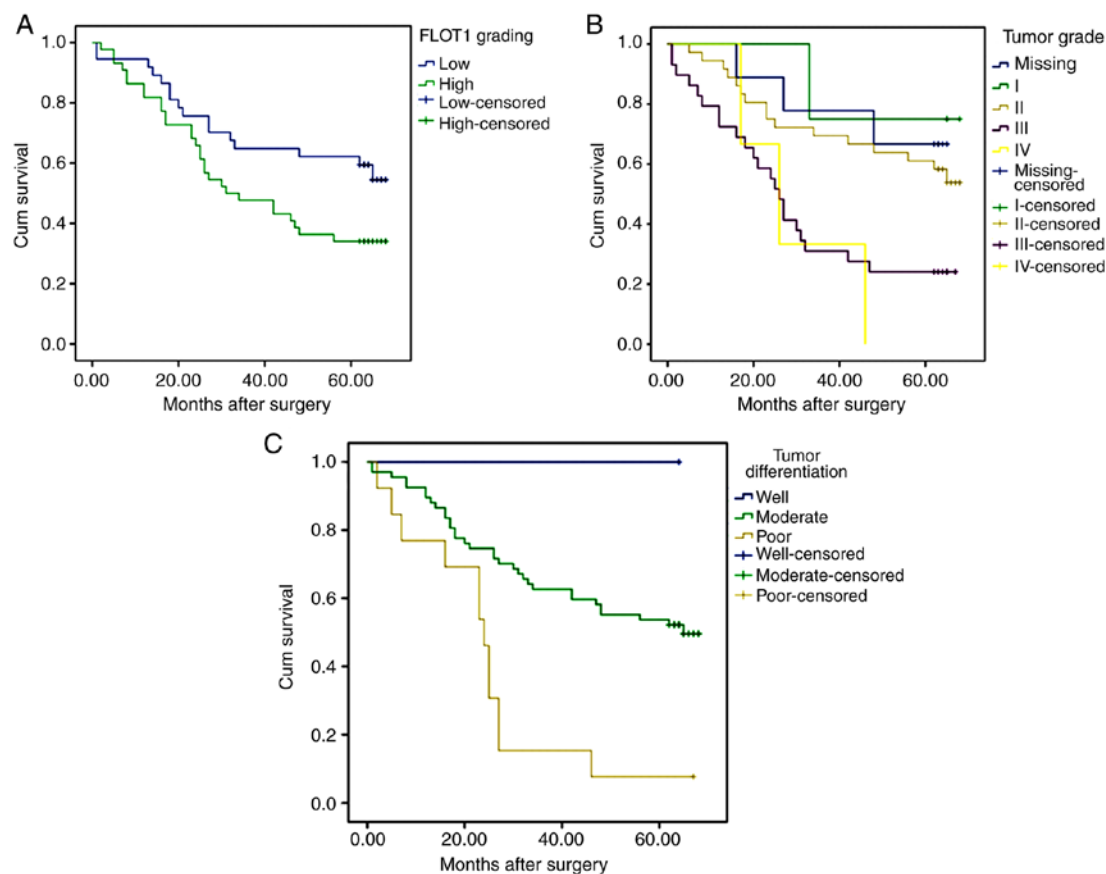 A
FLOT1 grading
Low
High
Low-censored
High-censored
Cum survival
1.0
0.8
0.6
0.4
0.2
0.0
0.00 20.00 40.00 60.00
Months after surgery
B
Tumor grade
Missing
I
II
III
IV
Missing-
censored
I-censored
II-censored
III-censored
IV-censored
Cum survival
1.0
0.8
0.6
0.4
0.2
0.0
0.00 20.00 40.00 60.00
Months after surgery
C
Tumor
differentiation
Well
Moderate
Poor
Well-censored
Moderate-censored
Poor-censored
Cum survival
1.0
0.8
0.6
0.4
0.2
0.0
0.00 20.00 40.00 60.00
Months after surgery